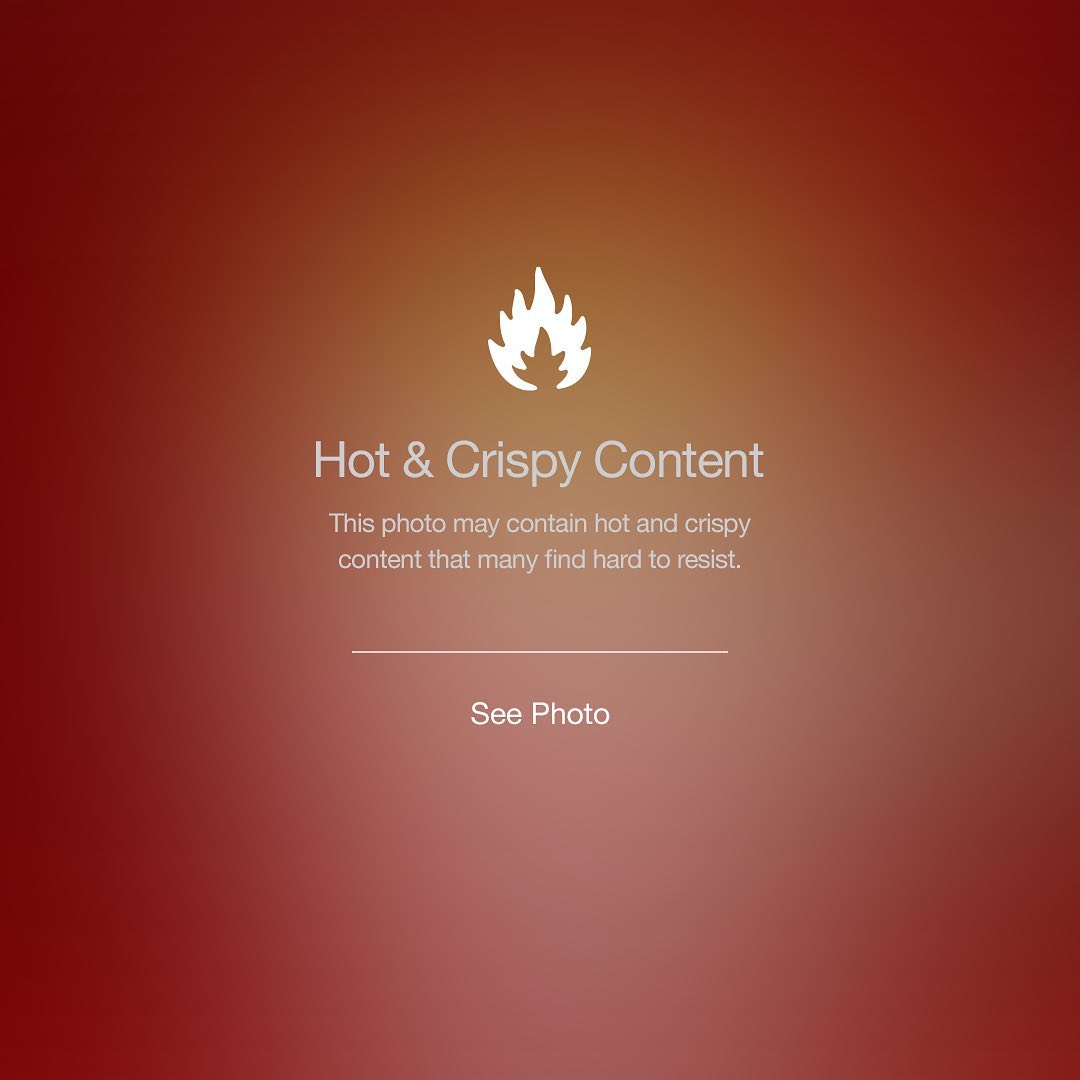 Hot & Crispy Content
This photo may contain hot and crispy
content that many find hard to resist.
See Photo